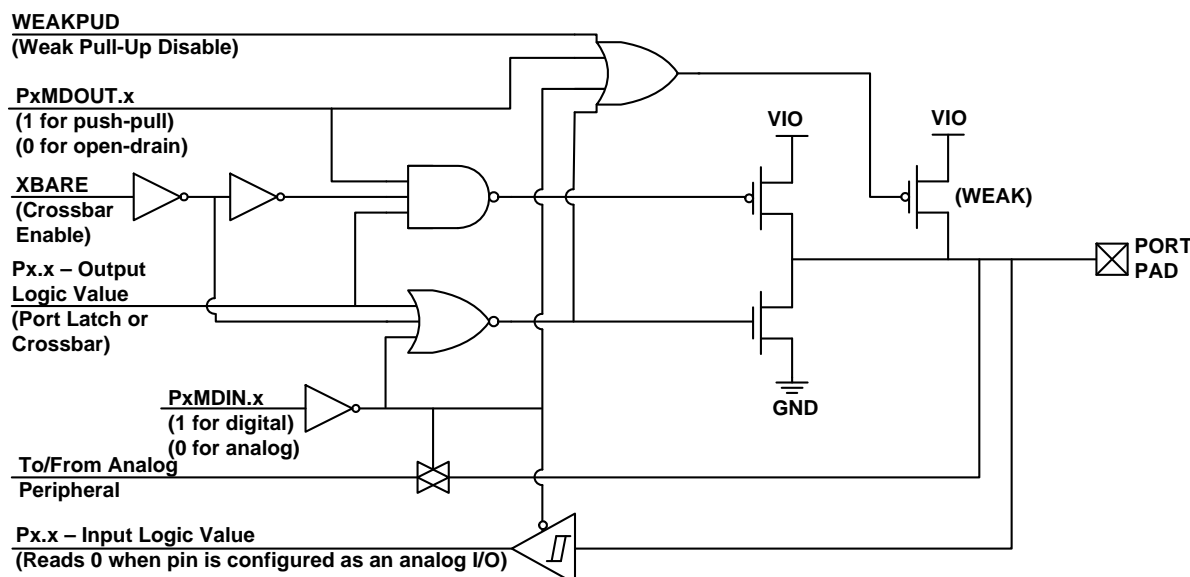 WEAKPUD
(Weak Pull-Up Disable)
PxMDOUT.x
(1 for push-pull)
(0 for open-drain)
XBARE
(Crossbar
Enable)
Px.x – Output
Logic Value
(Port Latch or
Crossbar)
PxMDIN.x
(1 for digital)
(0 for analog)
To/From Analog
Peripheral
Px.x – Input Logic Value
(Reads 0 when pin is configured as an analog I/O)
VIO
VIO
(WEAK)
PORT
PAD
GND